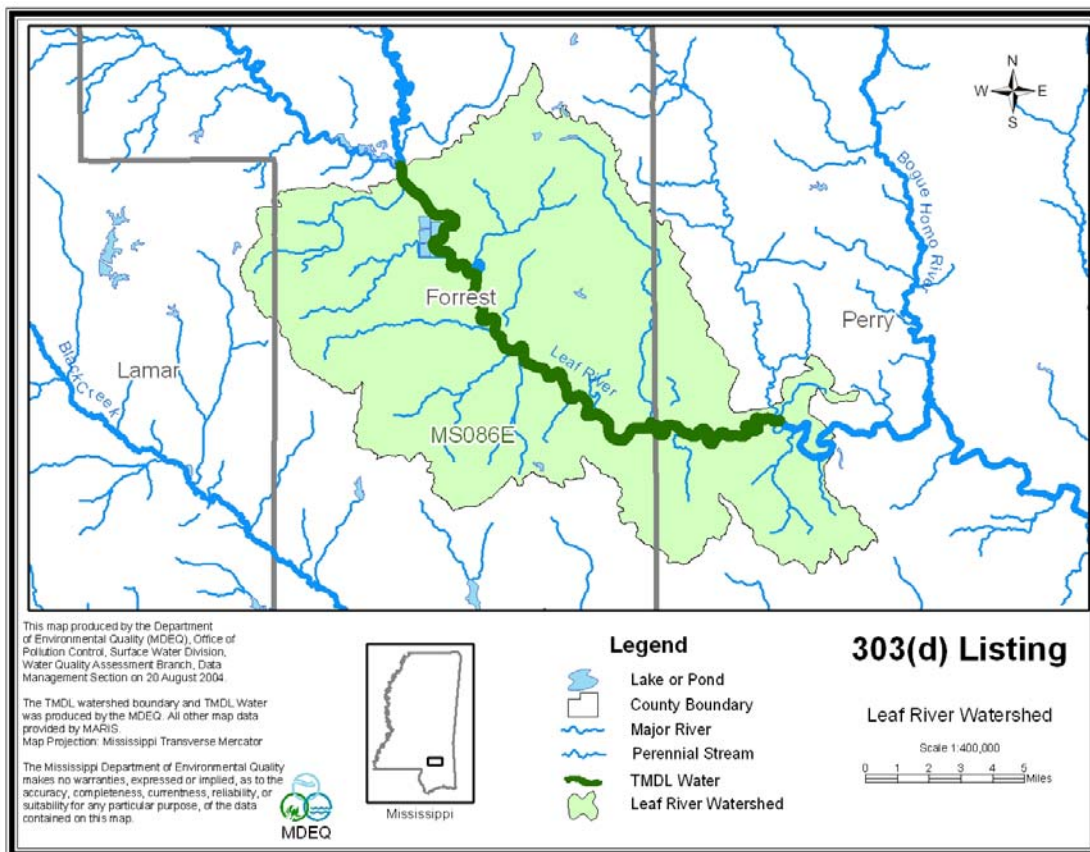 N
W E
S
Bogue Homo River
Forrest
Perry
Leaf River
Lamar
Black Creek
MS086E
This map produced by the Department
of Environmental Quality (MDEQ), Office of
Pollution Control, Surface Water Division,
Water Quality Assessment Branch, Data
Management Section on 20 August 2004.
The TMDL watershed boundary and TMDL Water
was produced by the MDEQ. All other map data
provided by MARIS.
Map Projection: Mississippi Transverse Mercator
The Mississippi Department of Environmental Quality
makes no warranties, expressed or implied, as to the
accuracy, completeness, currentness, reliability, or
suitability for any particular purpose, of the data
contained on this map.
MDEQ
Mississippi
Legend
Lake or Pond
County Boundary
Major River
Perennial Stream
TMDL Water
Leaf River Watershed
303(d) Listing
Leaf River Watershed
Scale 1:400,000
0 1 2 3 4 5
Miles